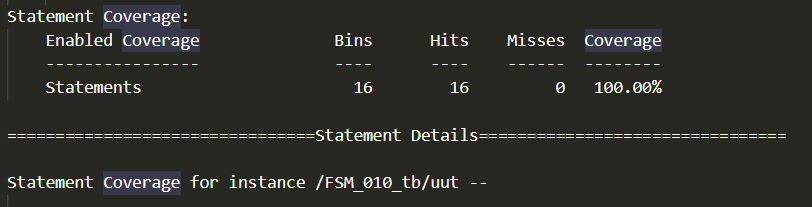 Statement Coverage:
    Enabled Coverage              Bins      Hits    Misses  Coverage
    ----------------              ----      ----    ------  --------
    Statements                      16        16         0   100.00%

================================Statement Details================================

Statement Coverage for instance /FSM_010_tb/uut --